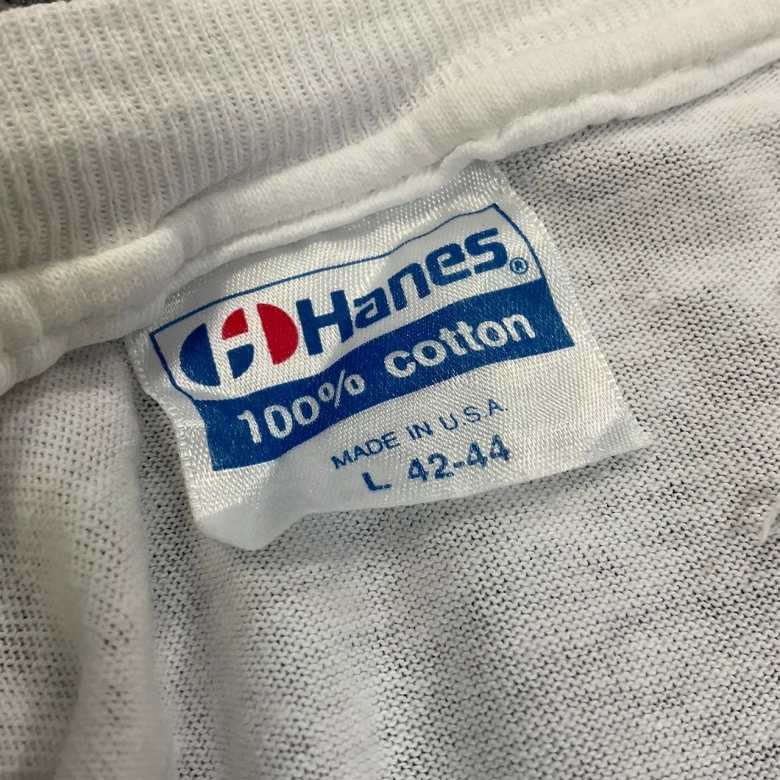 Hanes®
100% cotton
MADE IN U.S.A.
L. 42-44